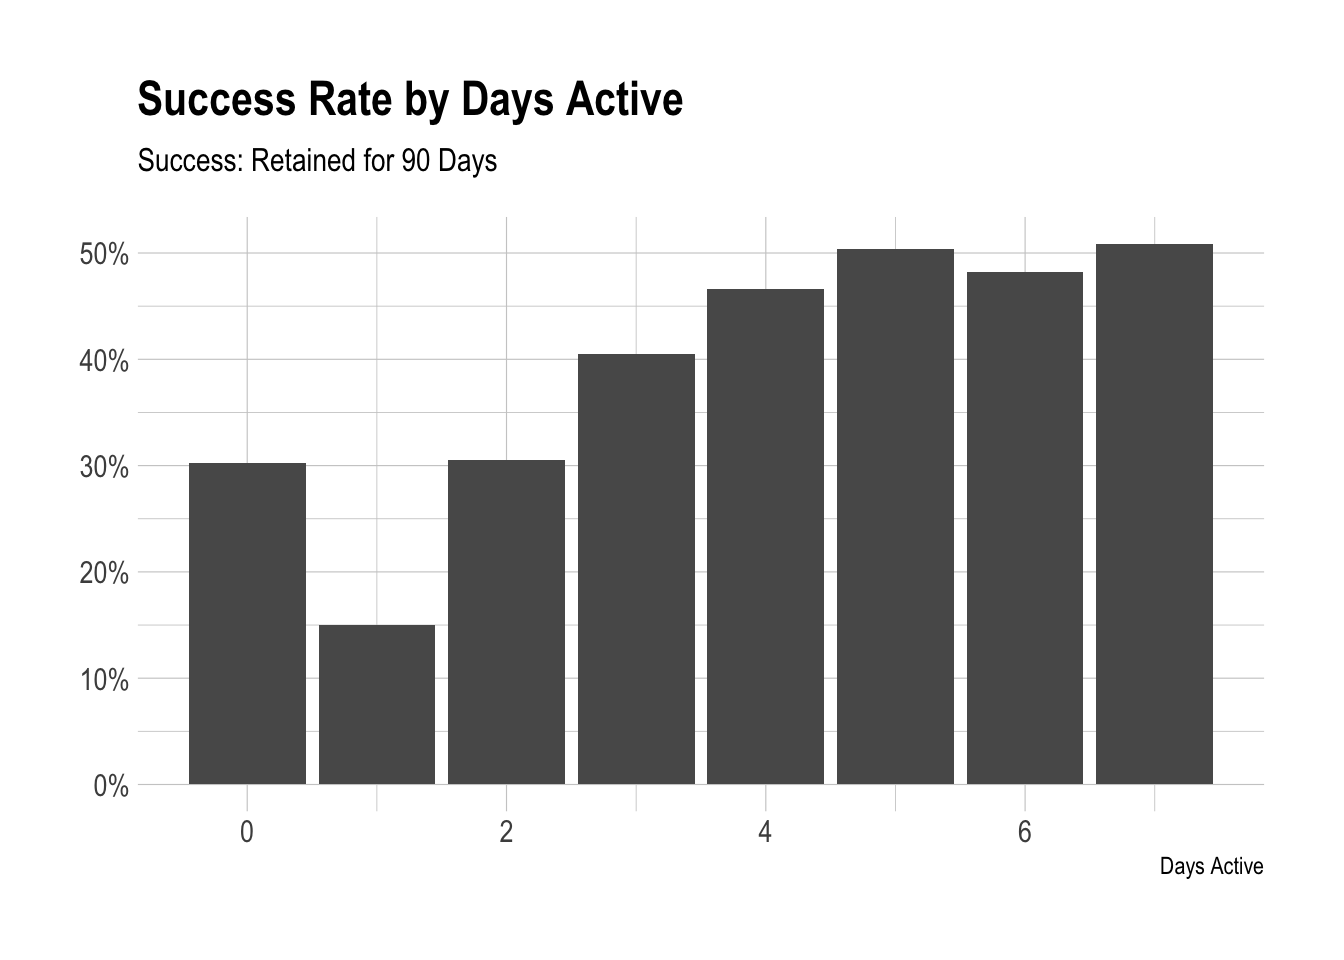 Success Rate by Days Active
Success: Retained for 90 Days
50%
40%
30%
20%
10%
0%
0 2 4 6
Days Active